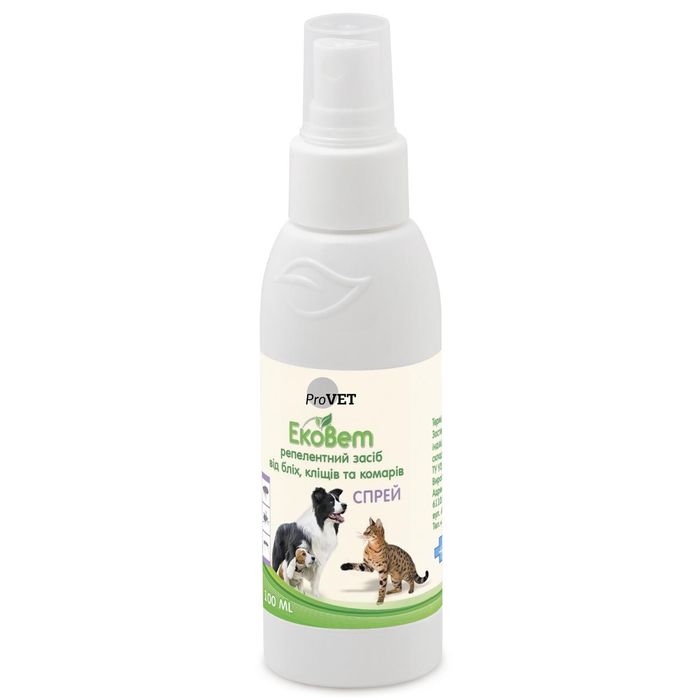 ProVET
ЕкоВет
репелентний засіб
від бліх, кліщів та комарів
СПРЕЙ
100 ML